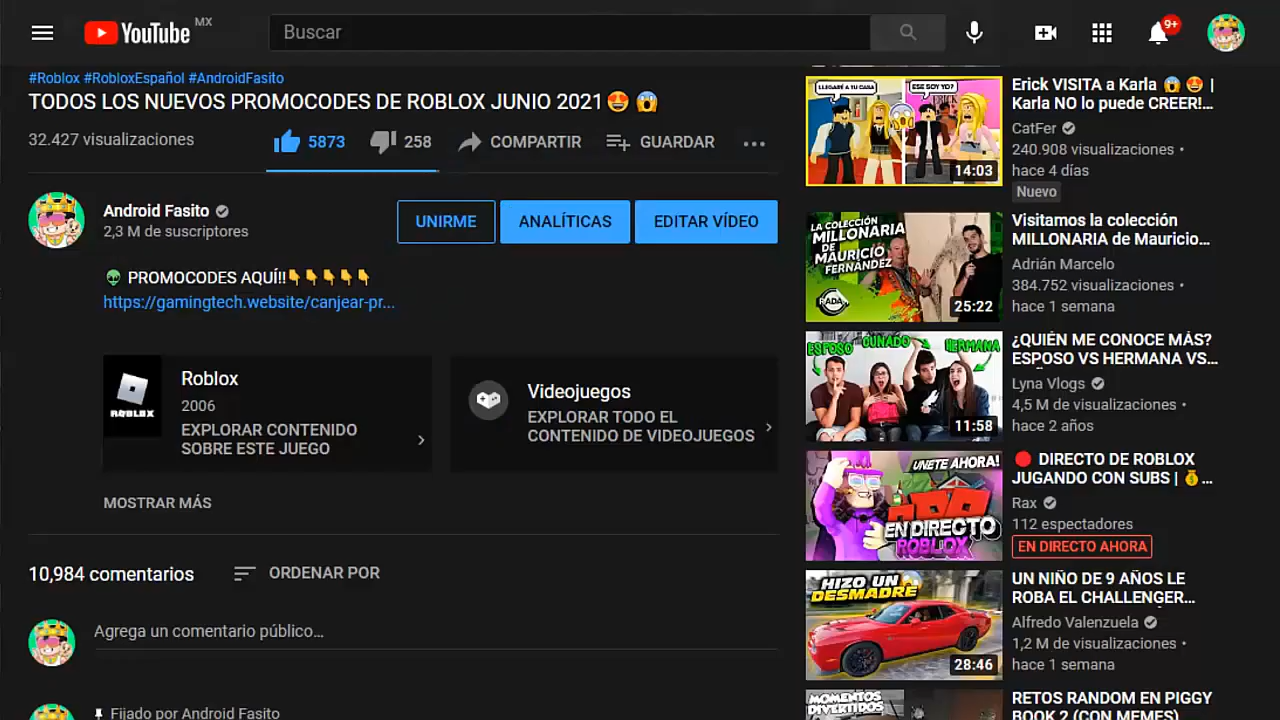 YouTube MX
Buscar
9+
#Roblox #RobloxEspañol #AndroidFasito
TODOS LOS NUEVOS PROMOCODES DE ROBLOX JUNIO 2021😍 😱
32.427 visualizaciones
5873
258
COMPARTIR
GUARDAR
Android Fasito
2,3 M de suscriptores
UNIRME
ANALÍTICAS
EDITAR VÍDEO
👽 PROMOCODES AQUÍ!!👇👇👇👇👇
https://gamingtech.website/canjear-pr...
ROBLOX
Roblox
2006
EXPLORAR CONTENIDO
SOBRE ESTE JUEGO
Videojuegos
EXPLORAR TODO EL
CONTENIDO DE VIDEOJUEGOS
MOSTRAR MÁS
10,984 comentarios
ORDENAR POR
Agrega un comentario público...
Fijado por Android Fasito
LLEGARÉ A TU CASA
ESE SOY YO?
14:03
Erick VISITA a Karla 😱 😍 |
Karla NO lo puede CREER!...
CatFer
240.908 visualizaciones •
hace 4 días
Nuevo
LA COLECCIÓN
MILLONARIA
DE
MAURICIO
FERNÁNDEZ
RADAR
25:22
Visitamos la colección
MILLONARIA de Mauricio...
Adrián Marcelo
384.752 visualizaciones •
hace 1 semana
ESPOSO
CUÑADO
HERMANA
11:58
¿QUIÉN ME CONOCE MÁS?
ESPOSO VS HERMANA VS...
Lyna Vlogs
4,5 M de visualizaciones •
hace 2 años
UNETE AHORA!
EN DIRECTO
ROBLOX
🔴 DIRECTO DE ROBLOX
JUGANDO CON SUBS | 💰...
Rax
112 espectadores
EN DIRECTO AHORA
HIZO UN
DESMADRE
28:46
UN NIÑO DE 9 AÑOS LE
ROBA EL CHALLENGER...
Alfredo Valenzuela
1,2 M de visualizaciones •
hace 1 semana
MOMENTOS
DIVERTIDOS
RETOS RANDOM EN PIGGY
BOOK 2 (CON MEMES)